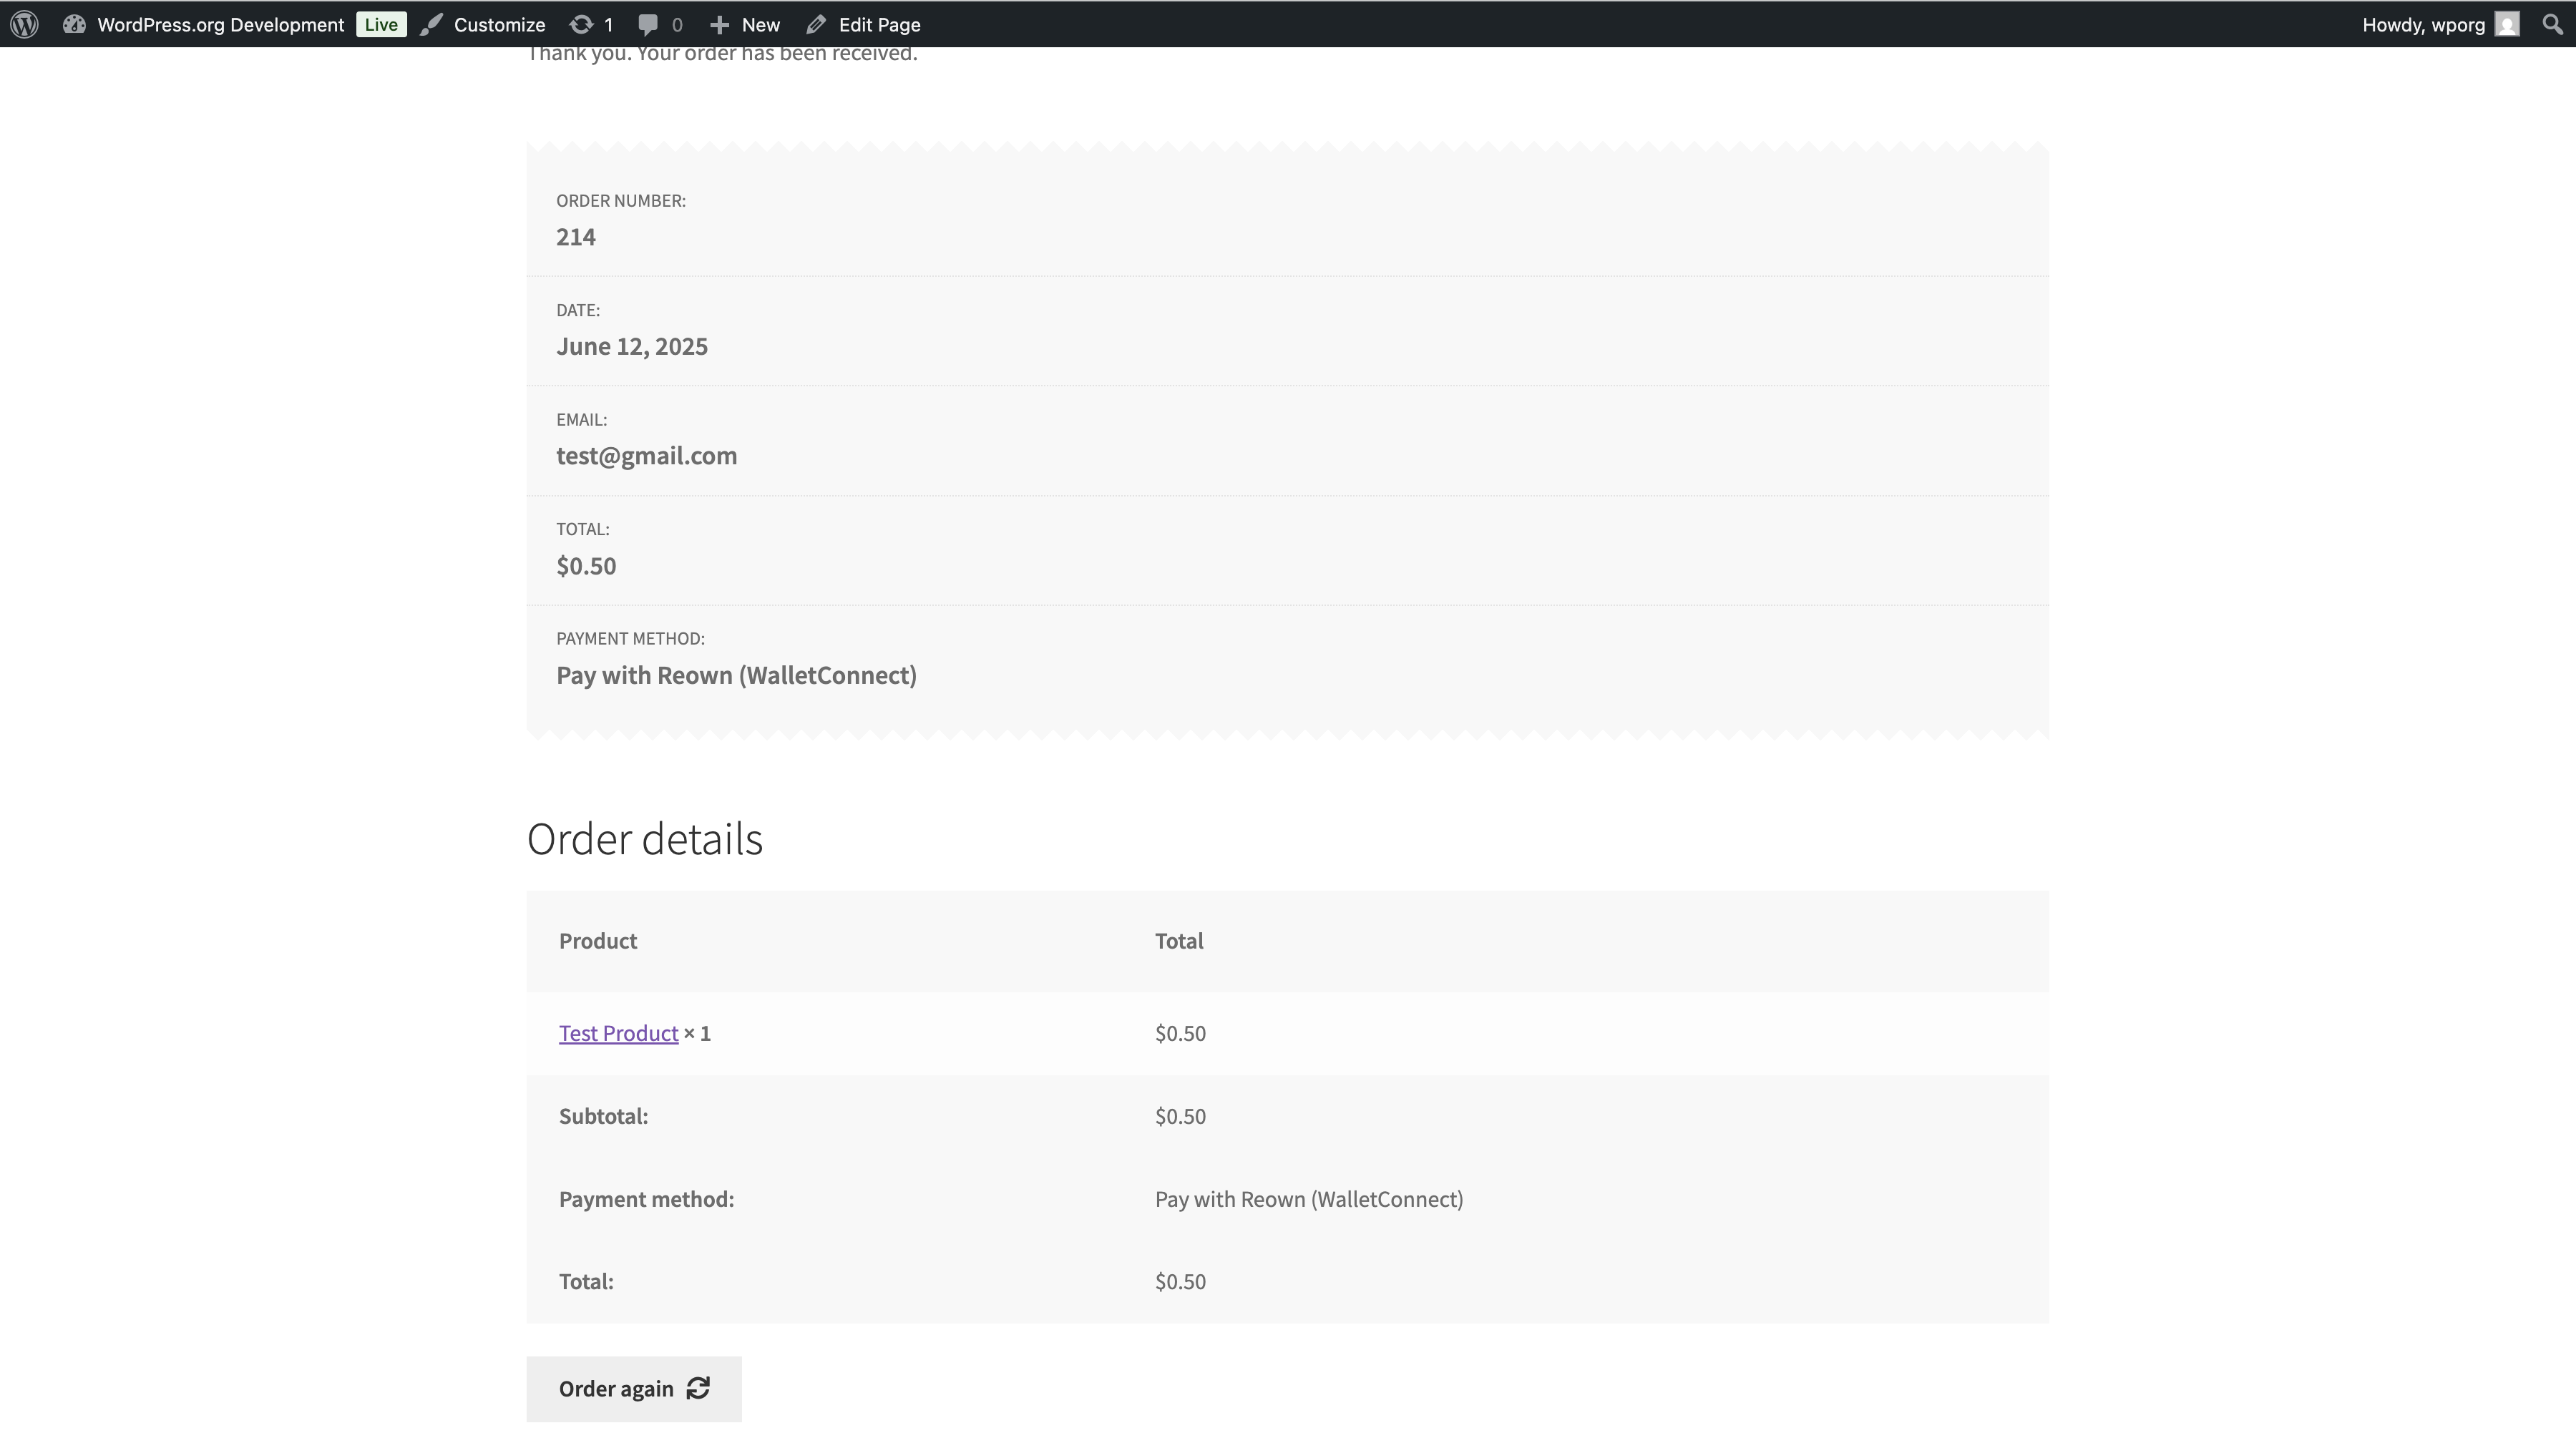 WordPress.org Development Live Customize 1 0 New Edit Page Howdy, wporg
Thank you. Your order has been received.
ORDER NUMBER:
214
DATE:
June 12, 2025
EMAIL:
test@gmail.com
TOTAL:
$0.50
PAYMENT METHOD:
Pay with Reown (WalletConnect)
Order details
Product Total
Test Product × 1 $0.50
Subtotal: $0.50
Payment method: Pay with Reown (WalletConnect)
Total: $0.50
Order again